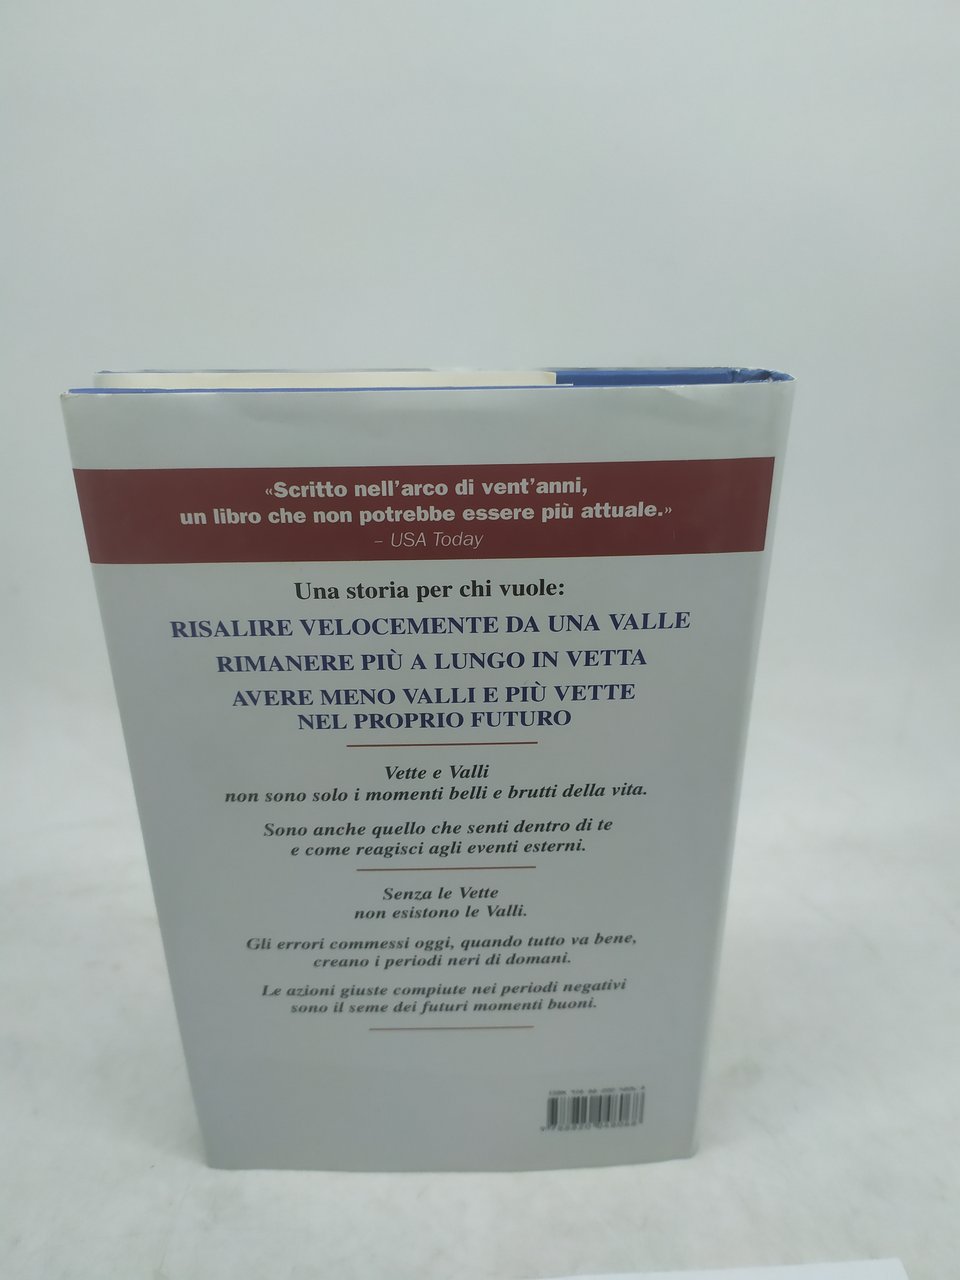 «Scritto nell'arco di vent'anni,
un libro che non potrebbe essere più attuale.»
– USA Today
Una storia per chi vuole:
RISALIRE VELOCEMENTE DA UNA VALLE
RIMANERE PIÙ A LUNGO IN VETTA
AVERE MENO VALLI E PIÙ VETTE
NEL PROPRIO FUTURO
Vette e Valli
non sono solo i momenti belli e brutti della vita.
Sono anche quello che senti dentro di te
e come reagisci agli eventi esterni.
Senza le Vette
non esistono le Valli.
Gli errori commessi oggi, quando tutto va bene,
creano i periodi neri di domani.
Le azioni giuste compiute nei periodi negativi
sono il seme dei futuri momenti buoni.
ISBN